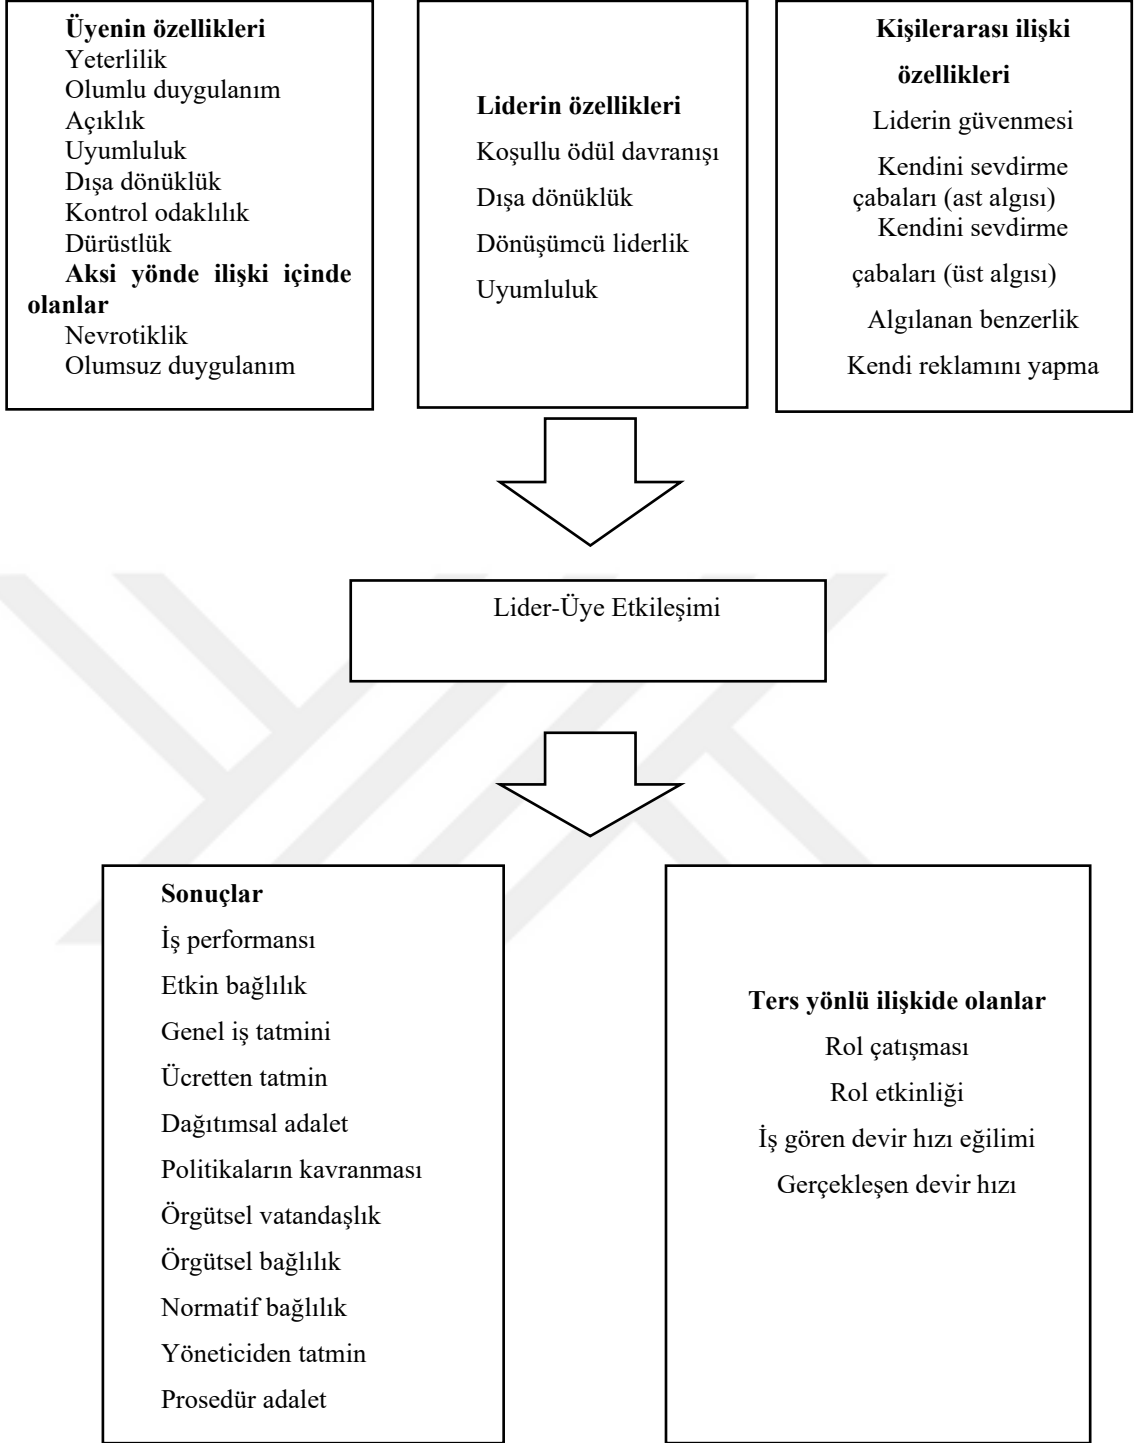 Üyenin özellikleri
Yeterlilik
Olumlu duygulanım
Açıklık
Uyumluluk
Dışa dönüklük
Kontrol odaklılık
Dürüstlük
Aksi yönde ilişki içinde
olanlar
Nevrotiklik
Olumsuz duygulanım
Liderin özellikleri
Koşullu ödül davranışı
Dışa dönüklük
Dönüşümcü liderlik
Uyumluluk
Kişilerarası ilişki
özellikleri
Liderin güvenmesi
Kendini sevdirme
çabaları (ast algısı)
Kendini sevdirme
çabaları (üst algısı)
Algılanan benzerlik
Kendi reklamını yapma
Lider-Üye Etkileşimi
Sonuçlar
İş performansı
Etkin bağlılık
Genel iş tatmini
Ücretten tatmin
Dağıtımsal adalet
Politikaların kavranması
Örgütsel vatandaşlık
Örgütsel bağlılık
Normatif bağlılık
Yöneticiden tatmin
Prosedür adalet
Ters yönlü ilişkide olanlar
Rol çatışması
Rol etkinliği
İş gören devir hızı eğilimi
Gerçekleşen devir hızı